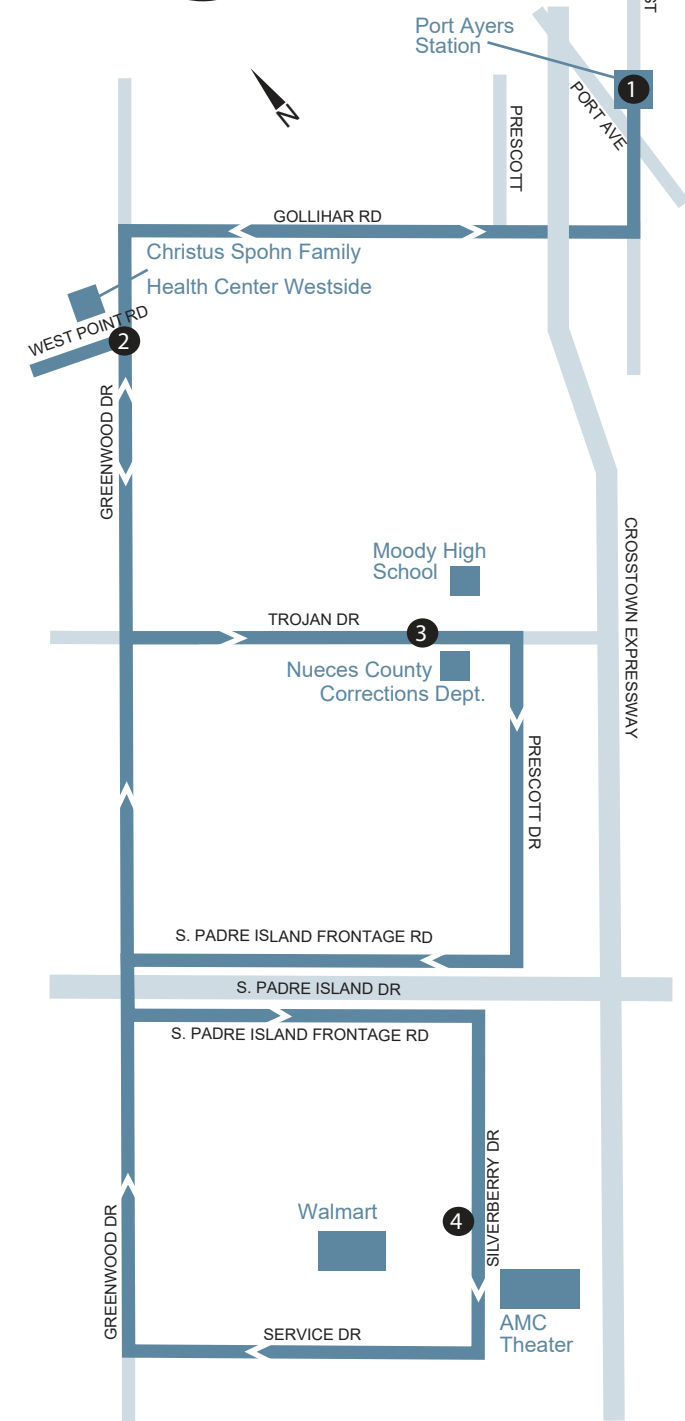 ST
Port Ayers
Station
1
PORT AVE
N
PRESCOTT
GOLLIHAR RD
Christus Spohn Family
Health Center Westside
WEST POINT RD
2
GREENWOOD DR
CROSSTOWN EXPRESSWAY
Moody High
School
TROJAN DR
3
Nueces County
Corrections Dept.
PRESCOTT DR
S. PADRE ISLAND FRONTAGE RD
S. PADRE ISLAND DR
S. PADRE ISLAND FRONTAGE RD
SILVERBERRY DR
Walmart
4
GREENWOOD DR
AMC
Theater
SERVICE DR